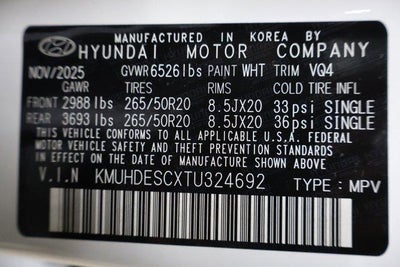 MANUFACTURED IN KOREA BY
HYUNDAI MOTOR COMPANY
NOV/2025 GVWR 6526 lbs PAINT WHT TRIM VQ4
GAWR TIRES RIMS COLD TIRE INFL
FRONT 2988 lbs 265/50R20 8.5JX20 33psi SINGLE
REAR 3693 lbs 265/50R20 8.5JX20 36psi SINGLE
THIS VEHICLE CONFORMS TO ALL APPLICABLE U.S.A. FEDERAL
MOTOR VEHICLE SAFETY AND THEFT PREVENTION STANDARDS
IN EFFECT ON THE DATE OF MANUFACTURE SHOWN ABOVE.
V.I.N KMUHDESCXTU324692 TYPE: MPV